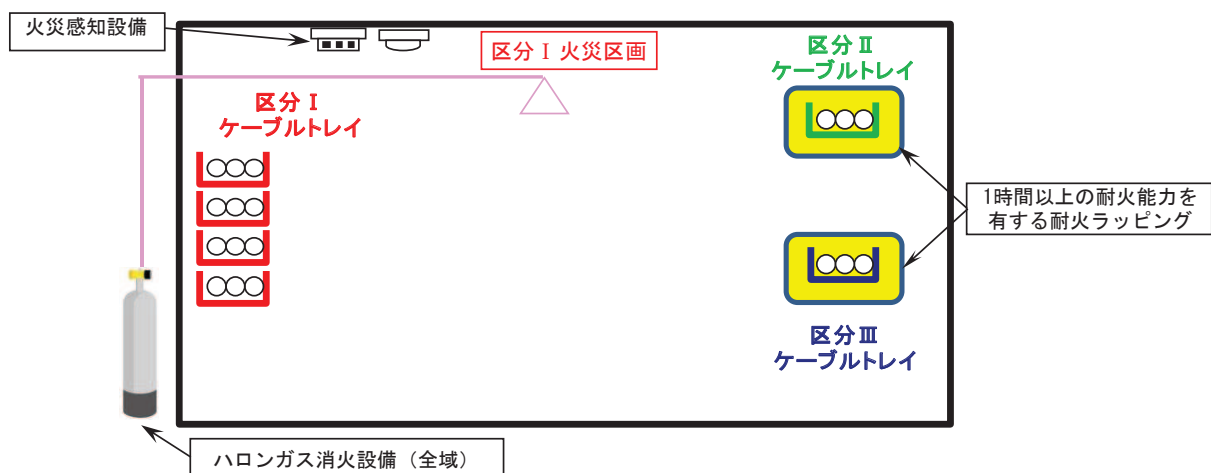 火災感知設備
区分Ⅰ 火災区画
区分Ⅱ
ケーブルトレイ
区分Ⅰ
ケーブルトレイ
1時間以上の耐火能力を
有する耐火ラッピング
区分Ⅲ
ケーブルトレイ
ハロンガス消火設備（全域）